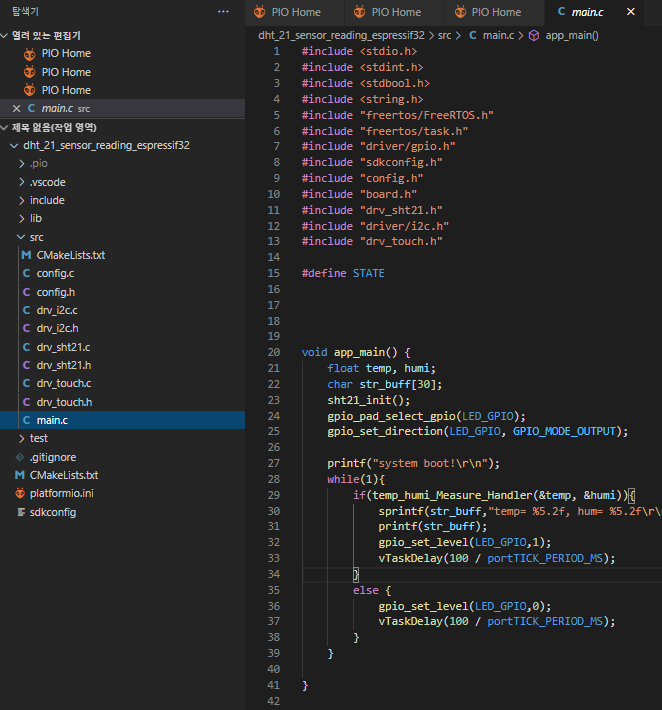 탐색기 ...
열려 있는 편집기
PIO Home
PIO Home
PIO Home
main.c src
제목 없음(작업 영역)
dht_21_sensor_reading_espressif32
.pio
.vscode
include
lib
src
CMakeLists.txt
config.c
config.h
drv_i2c.c
drv_i2c.h
drv_sht21.c
drv_sht21.h
drv_touch.c
drv_touch.h
main.c
test
.gitignore
CMakeLists.txt
platformio.ini
sdkconfig
PIO Home PIO Home PIO Home C main.c
dht_21_sensor_reading_espressif32 > src > C main.c > app_main()
1 #include <stdio.h>
2 #include <stdint.h>
3 #include <stdbool.h>
4 #include <string.h>
5 #include "freertos/FreeRTOS.h"
6 #include "freertos/task.h"
7 #include "driver/gpio.h"
8 #include "sdkconfig.h"
9 #include "config.h"
10 #include "board.h"
11 #include "drv_sht21.h"
12 #include "driver/i2c.h"
13 #include "drv_touch.h"
14
15 #define STATE
16
17
18
19
20 void app_main() {
21 float temp, humi;
22 char str_buff[30];
23 sht21_init();
24 gpio_pad_select_gpio(LED_GPIO);
25 gpio_set_direction(LED_GPIO, GPIO_MODE_OUTPUT);
26
27 printf("system boot!\r\n");
28 while(1){
29 if(temp_humi_Measure_Handler(&temp, &humi)){
30 sprintf(str_buff,"temp= %5.2f, hum= %5.2f\r\
31 printf(str_buff);
32 gpio_set_level(LED_GPIO,1);
33 vTaskDelay(100 / portTICK_PERIOD_MS);
34 }
35 else {
36 gpio_set_level(LED_GPIO,0);
37 vTaskDelay(100 / portTICK_PERIOD_MS);
38 }
39 }
40
41 }
42